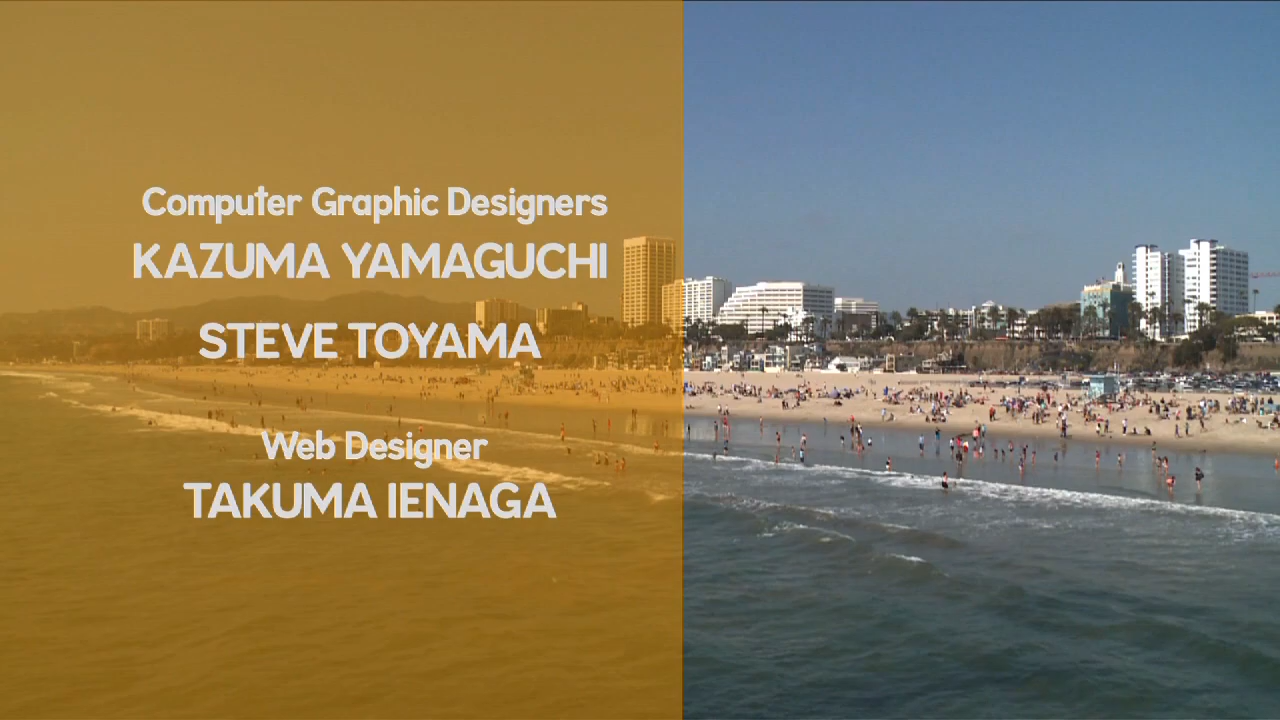 Computer Graphic Designers
KAZUMA YAMAGUCHI
STEVE TOYAMA
Web Designer
TAKUMA IENAGA